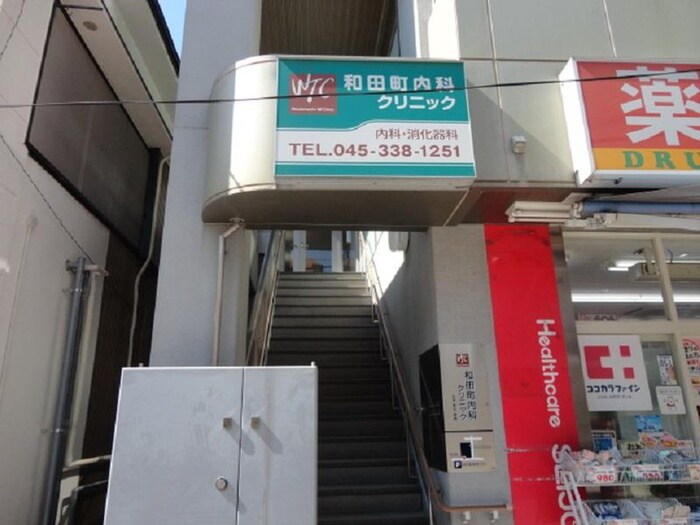 WTC
和田町内科
クリニック
内科・消化器科
TEL.045-338-1251
薬
DRU
和田町内科
クリニック
Healthcare
ココカラファイン
P
980